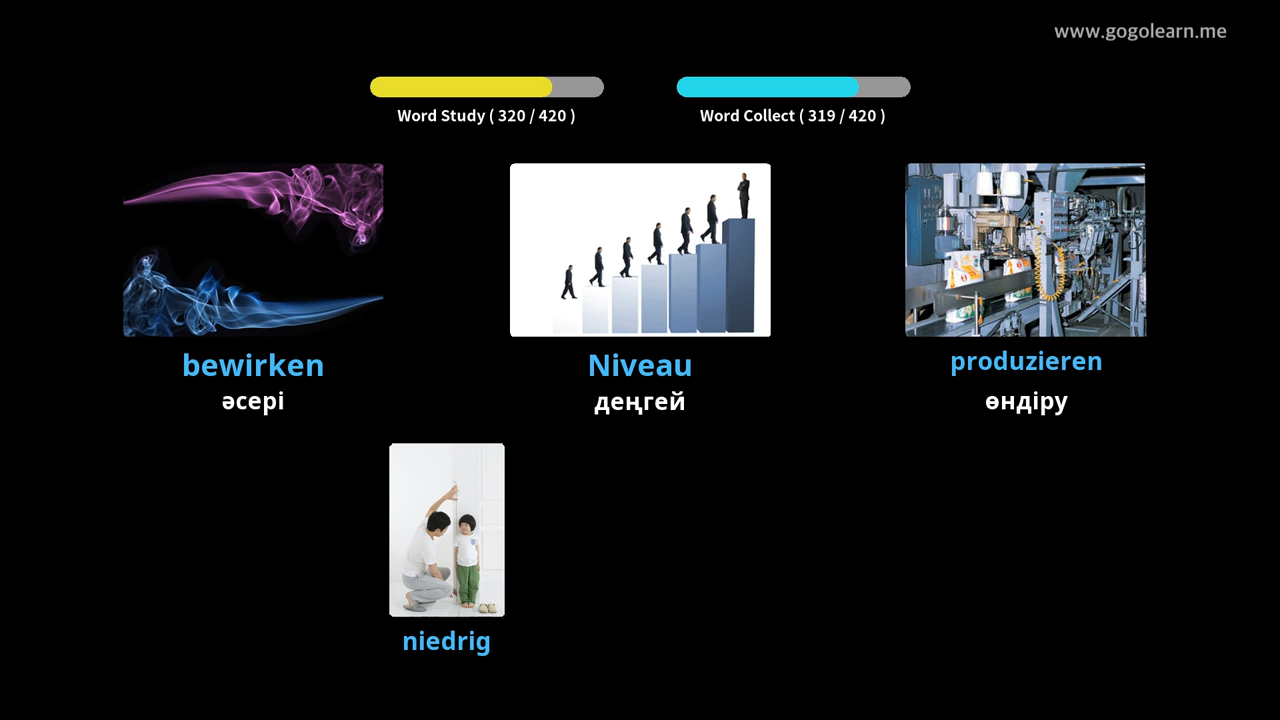 www.gogolearn.me
Word Study ( 320 / 420 )
Word Collect ( 319 / 420 )
bewirken
әсері
Niveau
деңгей
produzieren
өндіру
niedrig